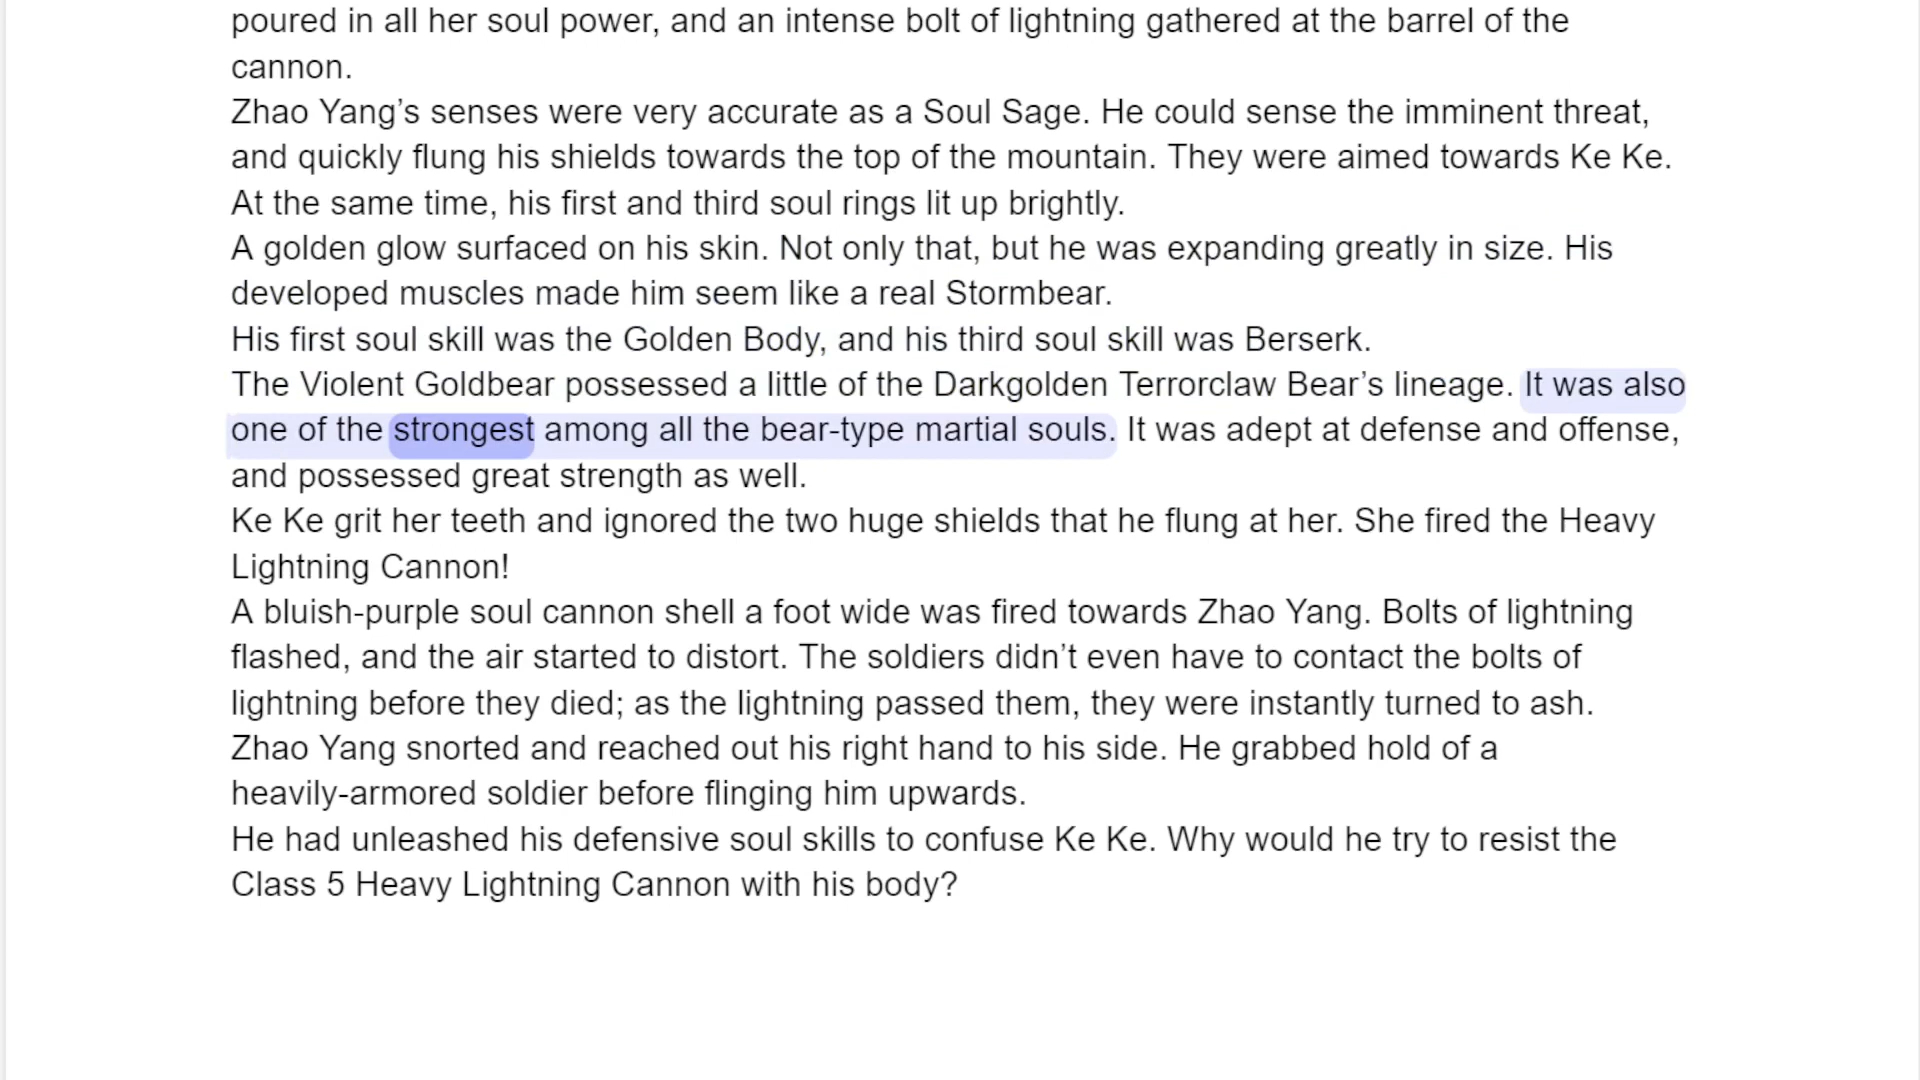 poured in all her soul power, and an intense bolt of lightning gathered at the barrel of the
cannon.
Zhao Yang’s senses were very accurate as a Soul Sage. He could sense the imminent threat,
and quickly flung his shields towards the top of the mountain. They were aimed towards Ke Ke.
At the same time, his first and third soul rings lit up brightly.
A golden glow surfaced on his skin. Not only that, but he was expanding greatly in size. His
developed muscles made him seem like a real Stormbear.
His first soul skill was the Golden Body, and his third soul skill was Berserk.
The Violent Goldbear possessed a little of the Darkgolden Terrorclaw Bear’s lineage. It was also
one of the strongest among all the bear-type martial souls. It was adept at defense and offense,
and possessed great strength as well.
Ke Ke grit her teeth and ignored the two huge shields that he flung at her. She fired the Heavy
Lightning Cannon!
A bluish-purple soul cannon shell a foot wide was fired towards Zhao Yang. Bolts of lightning
flashed, and the air started to distort. The soldiers didn’t even have to contact the bolts of
lightning before they died; as the lightning passed them, they were instantly turned to ash.
Zhao Yang snorted and reached out his right hand to his side. He grabbed hold of a
heavily-armored soldier before flinging him upwards.
He had unleashed his defensive soul skills to confuse Ke Ke. Why would he try to resist the
Class 5 Heavy Lightning Cannon with his body?